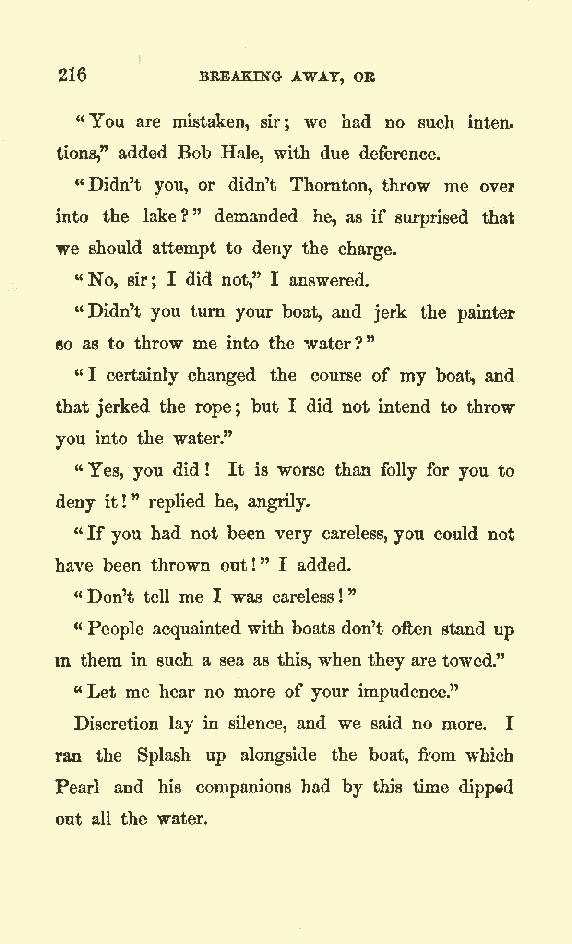 216 BREAKING AWAY, OR
"You are mistaken, sir; we had no such inten-
tions," added Bob Hale, with due deference.
"Didn't you, or didn't Thornton, throw me over
into the lake?" demanded he, as if surprised that
we should attempt to deny the charge.
"No, sir; I did not," I answered.
"Didn't you turn your boat, and jerk the painter
so as to throw me into the water?"
"I certainly changed the course of my boat, and
that jerked the rope; but I did not intend to throw
you into the water."
"Yes, you did! It is worse than folly for you to
deny it!" replied he, angrily.
"If you had not been very careless, you could not
have been thrown out!" I added.
"Don't tell me I was careless!"
"People acquainted with boats don't often stand up
in them in such a sea as this, when they are towed."
"Let me hear no more of your impudence."
Discretion lay in silence, and we said no more. I
ran the Splash up alongside the boat, from which
Pearl and his companions had by this time dipped
out all the water.